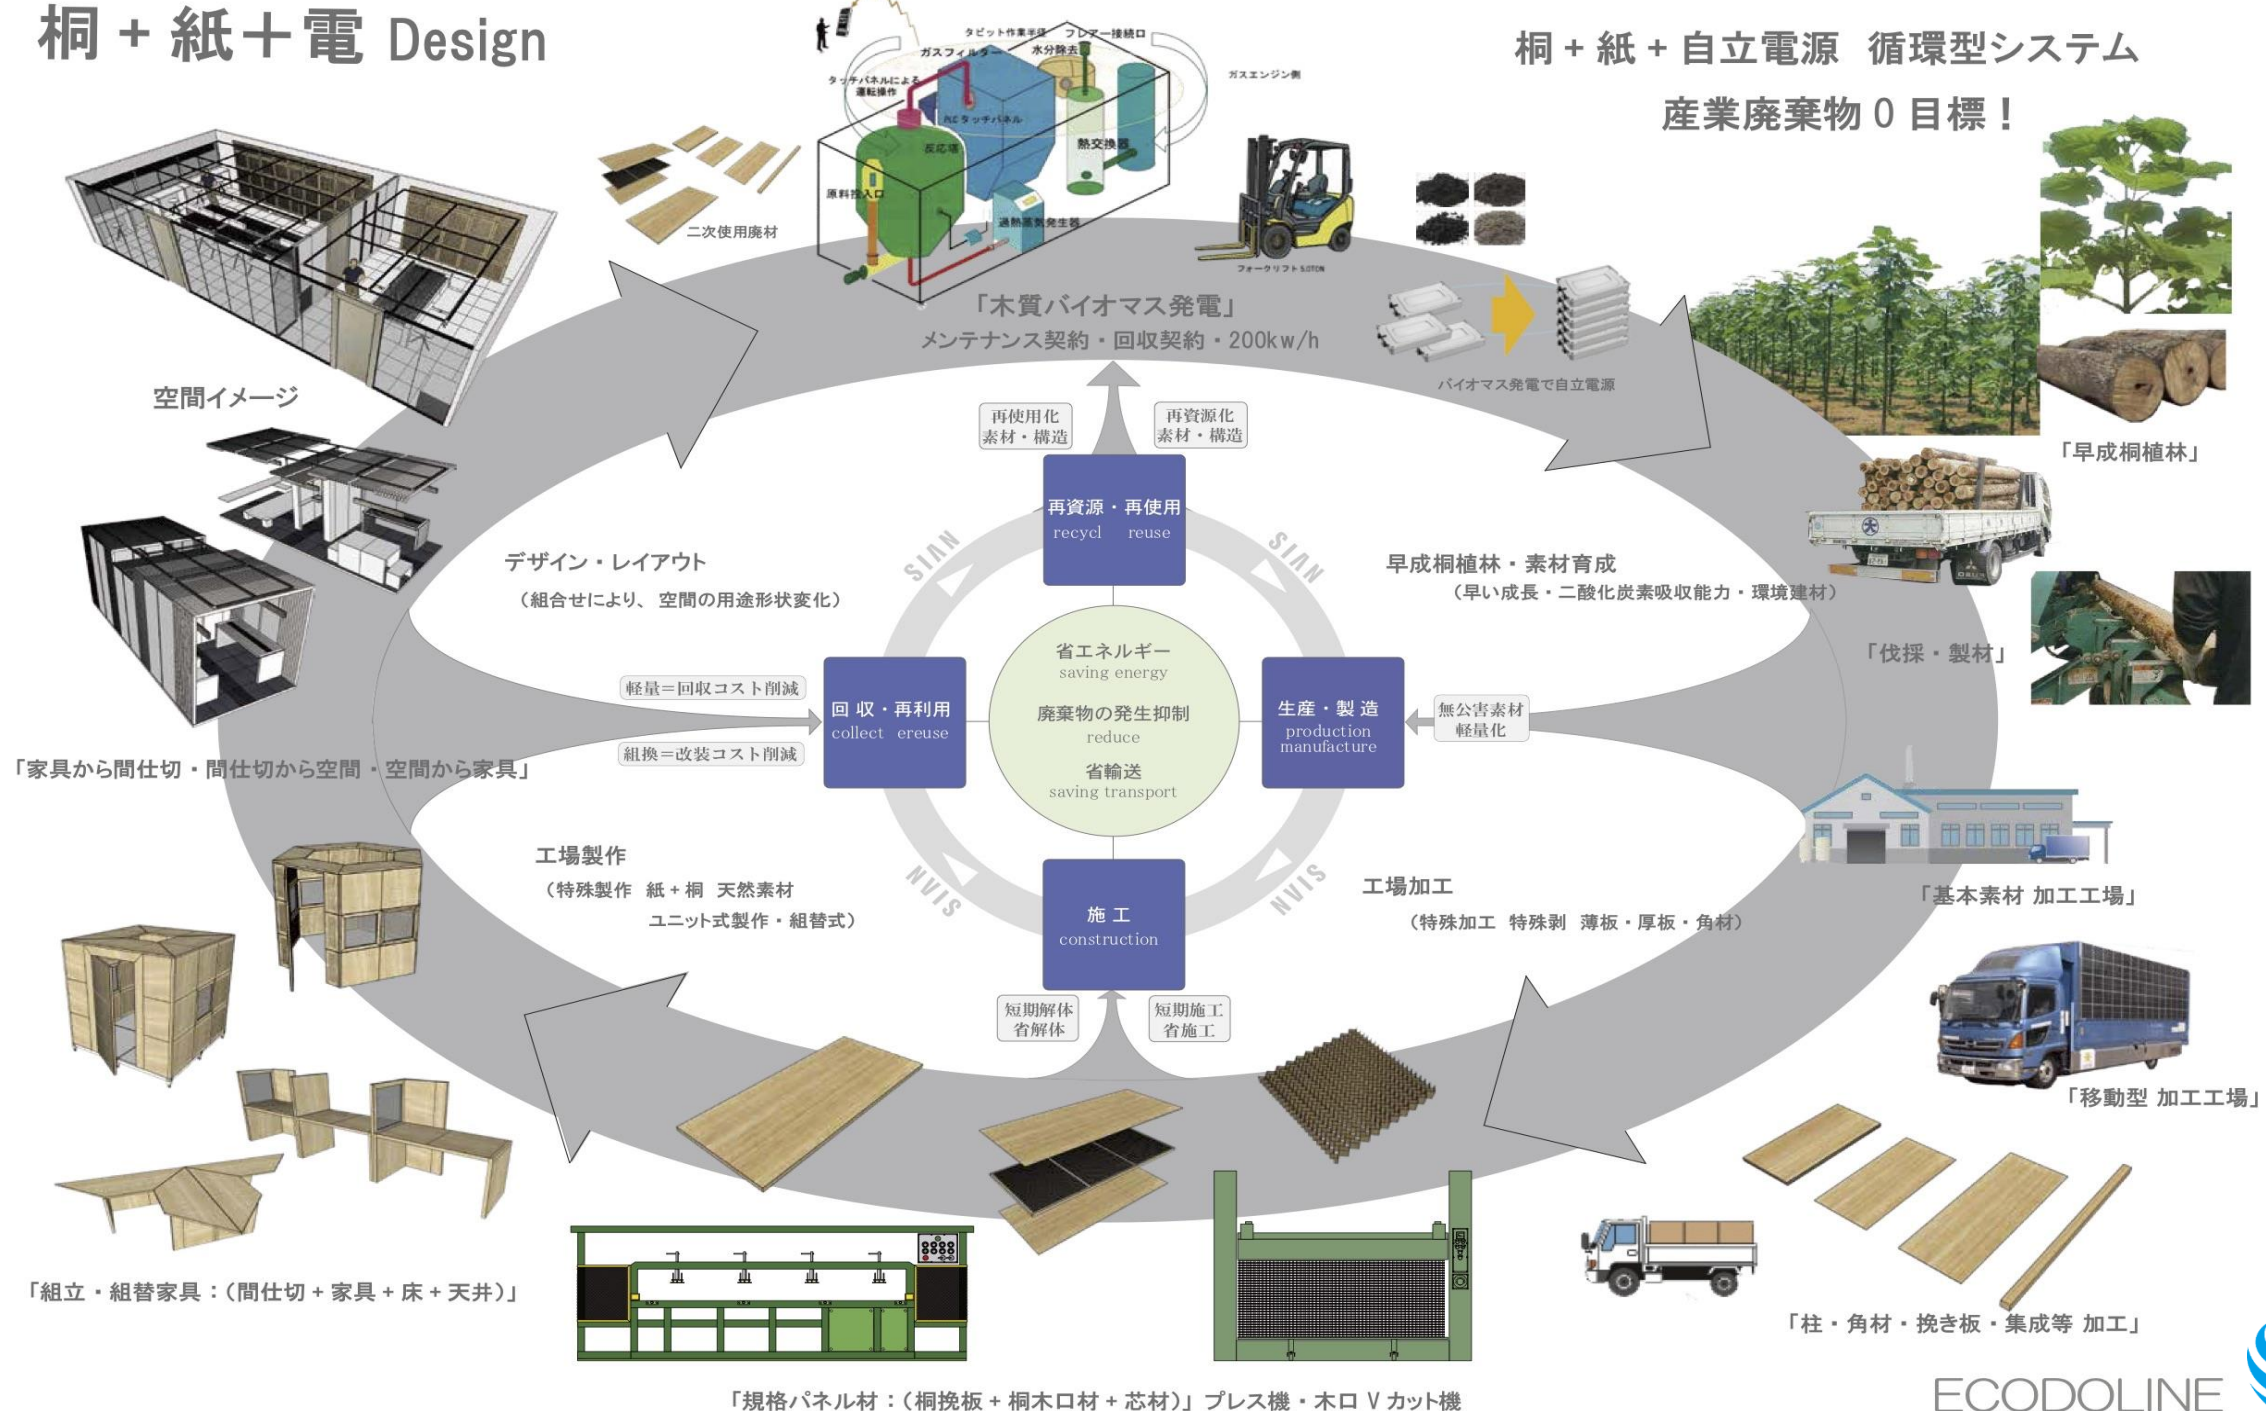 桐 + 紙＋電 Design
桐 + 紙 + 自立電源 循環型システム
産業廃棄物 0 目標！
タビット作業半径
フレアー接続口
ガスフィルター
水分除去
タッチパネルによる
運転操作
ガスエンジン側
PLC タッチパネル
反応塔
熱交換器
原料投入口
過熱蒸気発生器
二次使用廃材
フォークリフト 5.0TON
「木質バイオマス発電」
メンテナンス契約・回収契約・200kw/h
バイオマス発電で自立電源
空間イメージ
「早成桐植林」
再使用化
素材・構造
再資源化
素材・構造
再資源・再使用
recycl reuse
SIAN
SIAN
デザイン・レイアウト
（組合せにより、空間の用途形状変化）
早成桐植林・素材育成
（早い成長・二酸化炭素吸収能力・環境建材）
「伐採・製材」
省エネルギー
saving energy
廃棄物の発生抑制
reduce
省輸送
saving transport
軽量＝回収コスト削減
組換＝改装コスト削減
回 収・再利用
collect ereuse
生産・製 造
production
manufacture
無公害素材
軽量化
「家具から間仕切・間仕切から空間・空間から家具」
工場製作
（特殊製作 紙 + 桐 天然素材
ユニット式製作・組替式）
NVIS
NVIS
工場加工
（特殊加工 特殊剥 薄板・厚板・角材）
「基本素材 加工工場」
施 工
construction
短期解体
省解体
短期施工
省施工
「移動型 加工工場」
「組立・組替家具：（間仕切 + 家具 + 床 + 天井）」
「柱・角材・挽き板・集成等 加工」
「規格パネル材：（桐挽板 + 桐木口材 + 芯材）」プレス機・木口 V カット機
ECODOLINE